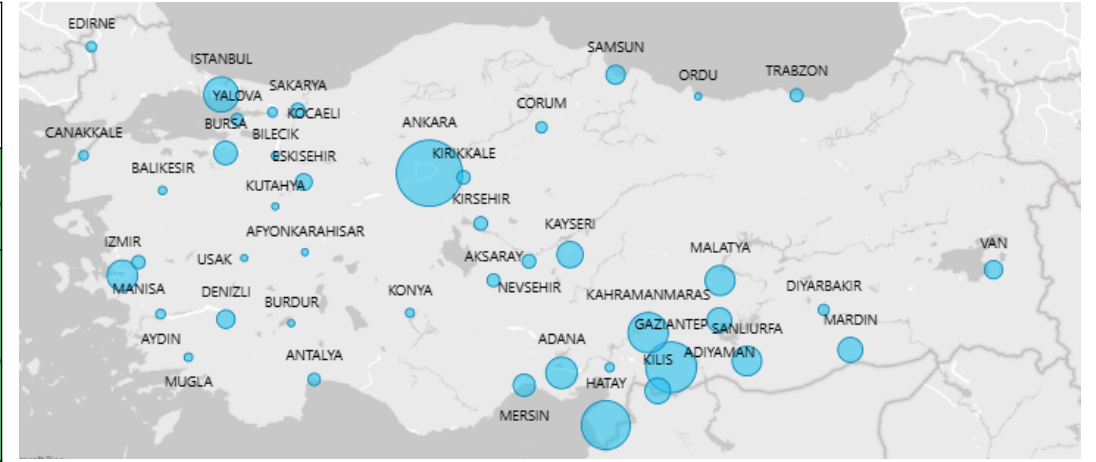 EDIRNE
ISTANBUL
SAMSUN
SAKARYA
ORDU
TRABZON
YALOVA
CORUM
KOCAELI
BURSA
ANKARA
CANAKKALE
BILECIK
KIRIKKALE
ESKISEHIR
BALIKESIR
KUTAHYA
KIRSEHIR
KAYSERI
AFYONKARAHISAR
IZMIR
VAN
MALATYA
USAK
AKSARAY
MANISA
DENIZLI
KONYA
NEVSEHIR
DIYARBAKIR
KAHRAMANMARAS
BURDUR
MARDIN
GAZIANTEP
SANLIURFA
AYDIN
ADANA
ADIYAMAN
ANTALYA
KILIS
MUGLA
HATAY
MERSIN